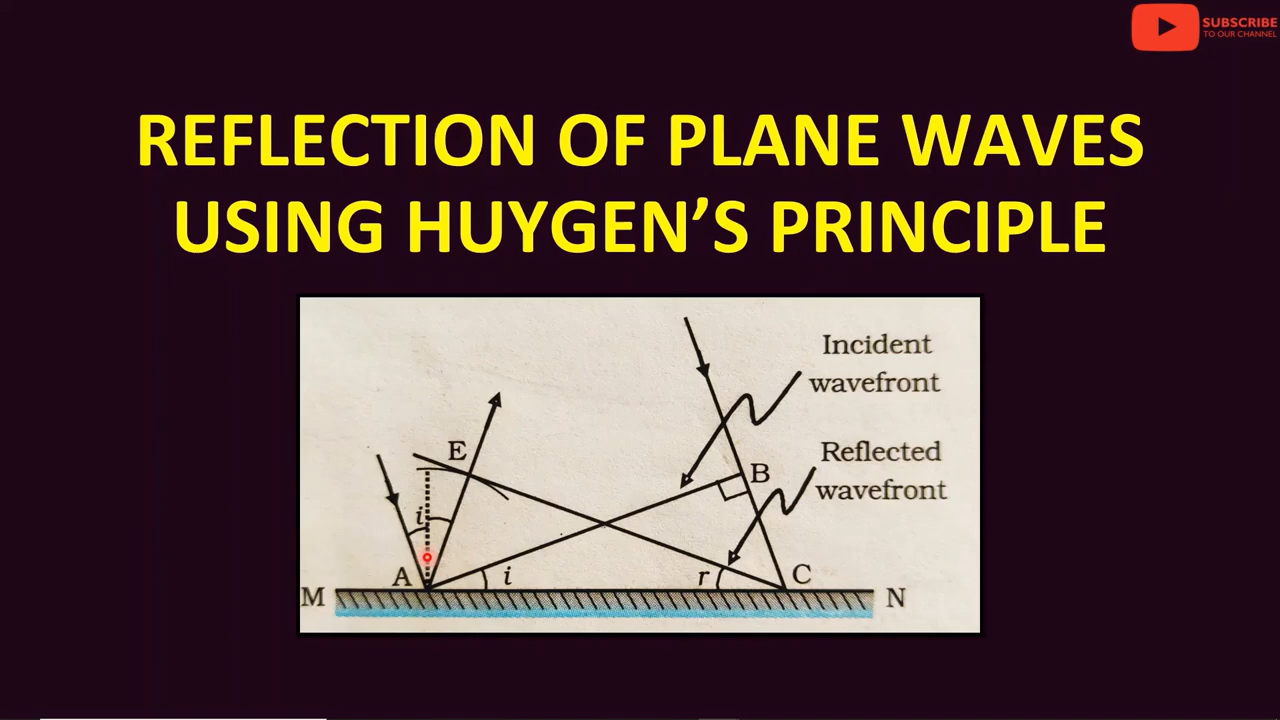 SUBSCRIBE
TO OUR CHANNEL
REFLECTION OF PLANE WAVES
USING HUYGEN’S PRINCIPLE
Incident
wavefront
Reflected
wavefront
E
B
i
A
i
r
C
M
N